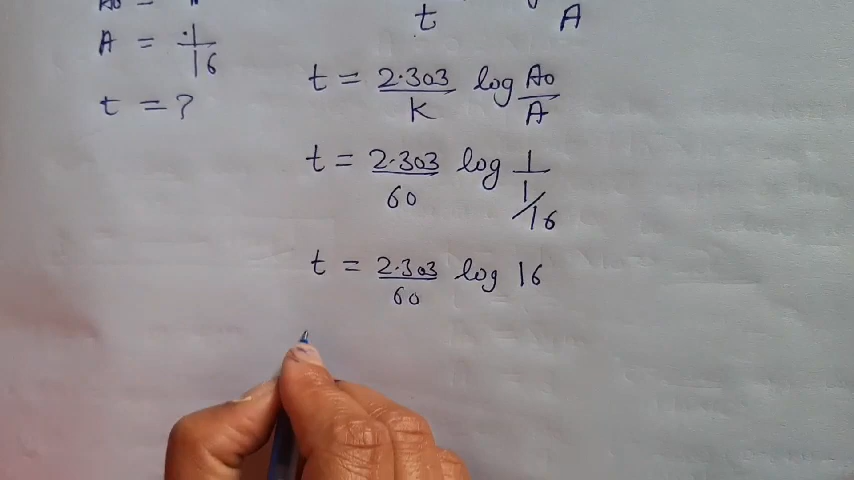 A = 1/16
t = ?
t A
t = 2.303/K log A0/A
t = 2.303/60 log 1/1/16
t = 2.303/60 log 16